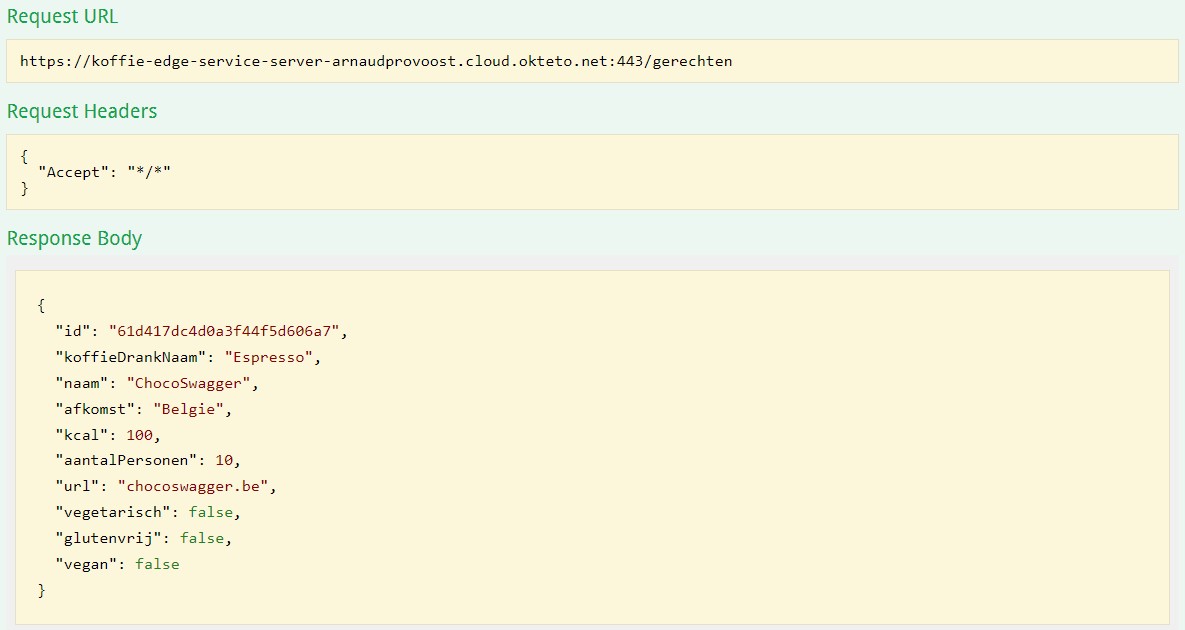 Request URL
https://koffie-edge-service-server-arnaudprovoost.cloud.okteto.net:443/gerechten
Request Headers
{
  "Accept": "*/*"
}
Response Body
{
  "id": "61d417dc4d0a3f44f5d606a7",
  "koffieDrankNaam": "Espresso",
  "naam": "ChocoSwagger",
  "afkomst": "Belgie",
  "kcal": 100,
  "aantalPersonen": 10,
  "url": "chocoswagger.be",
  "vegetarisch": false,
  "glutenvrij": false,
  "vegan": false
}